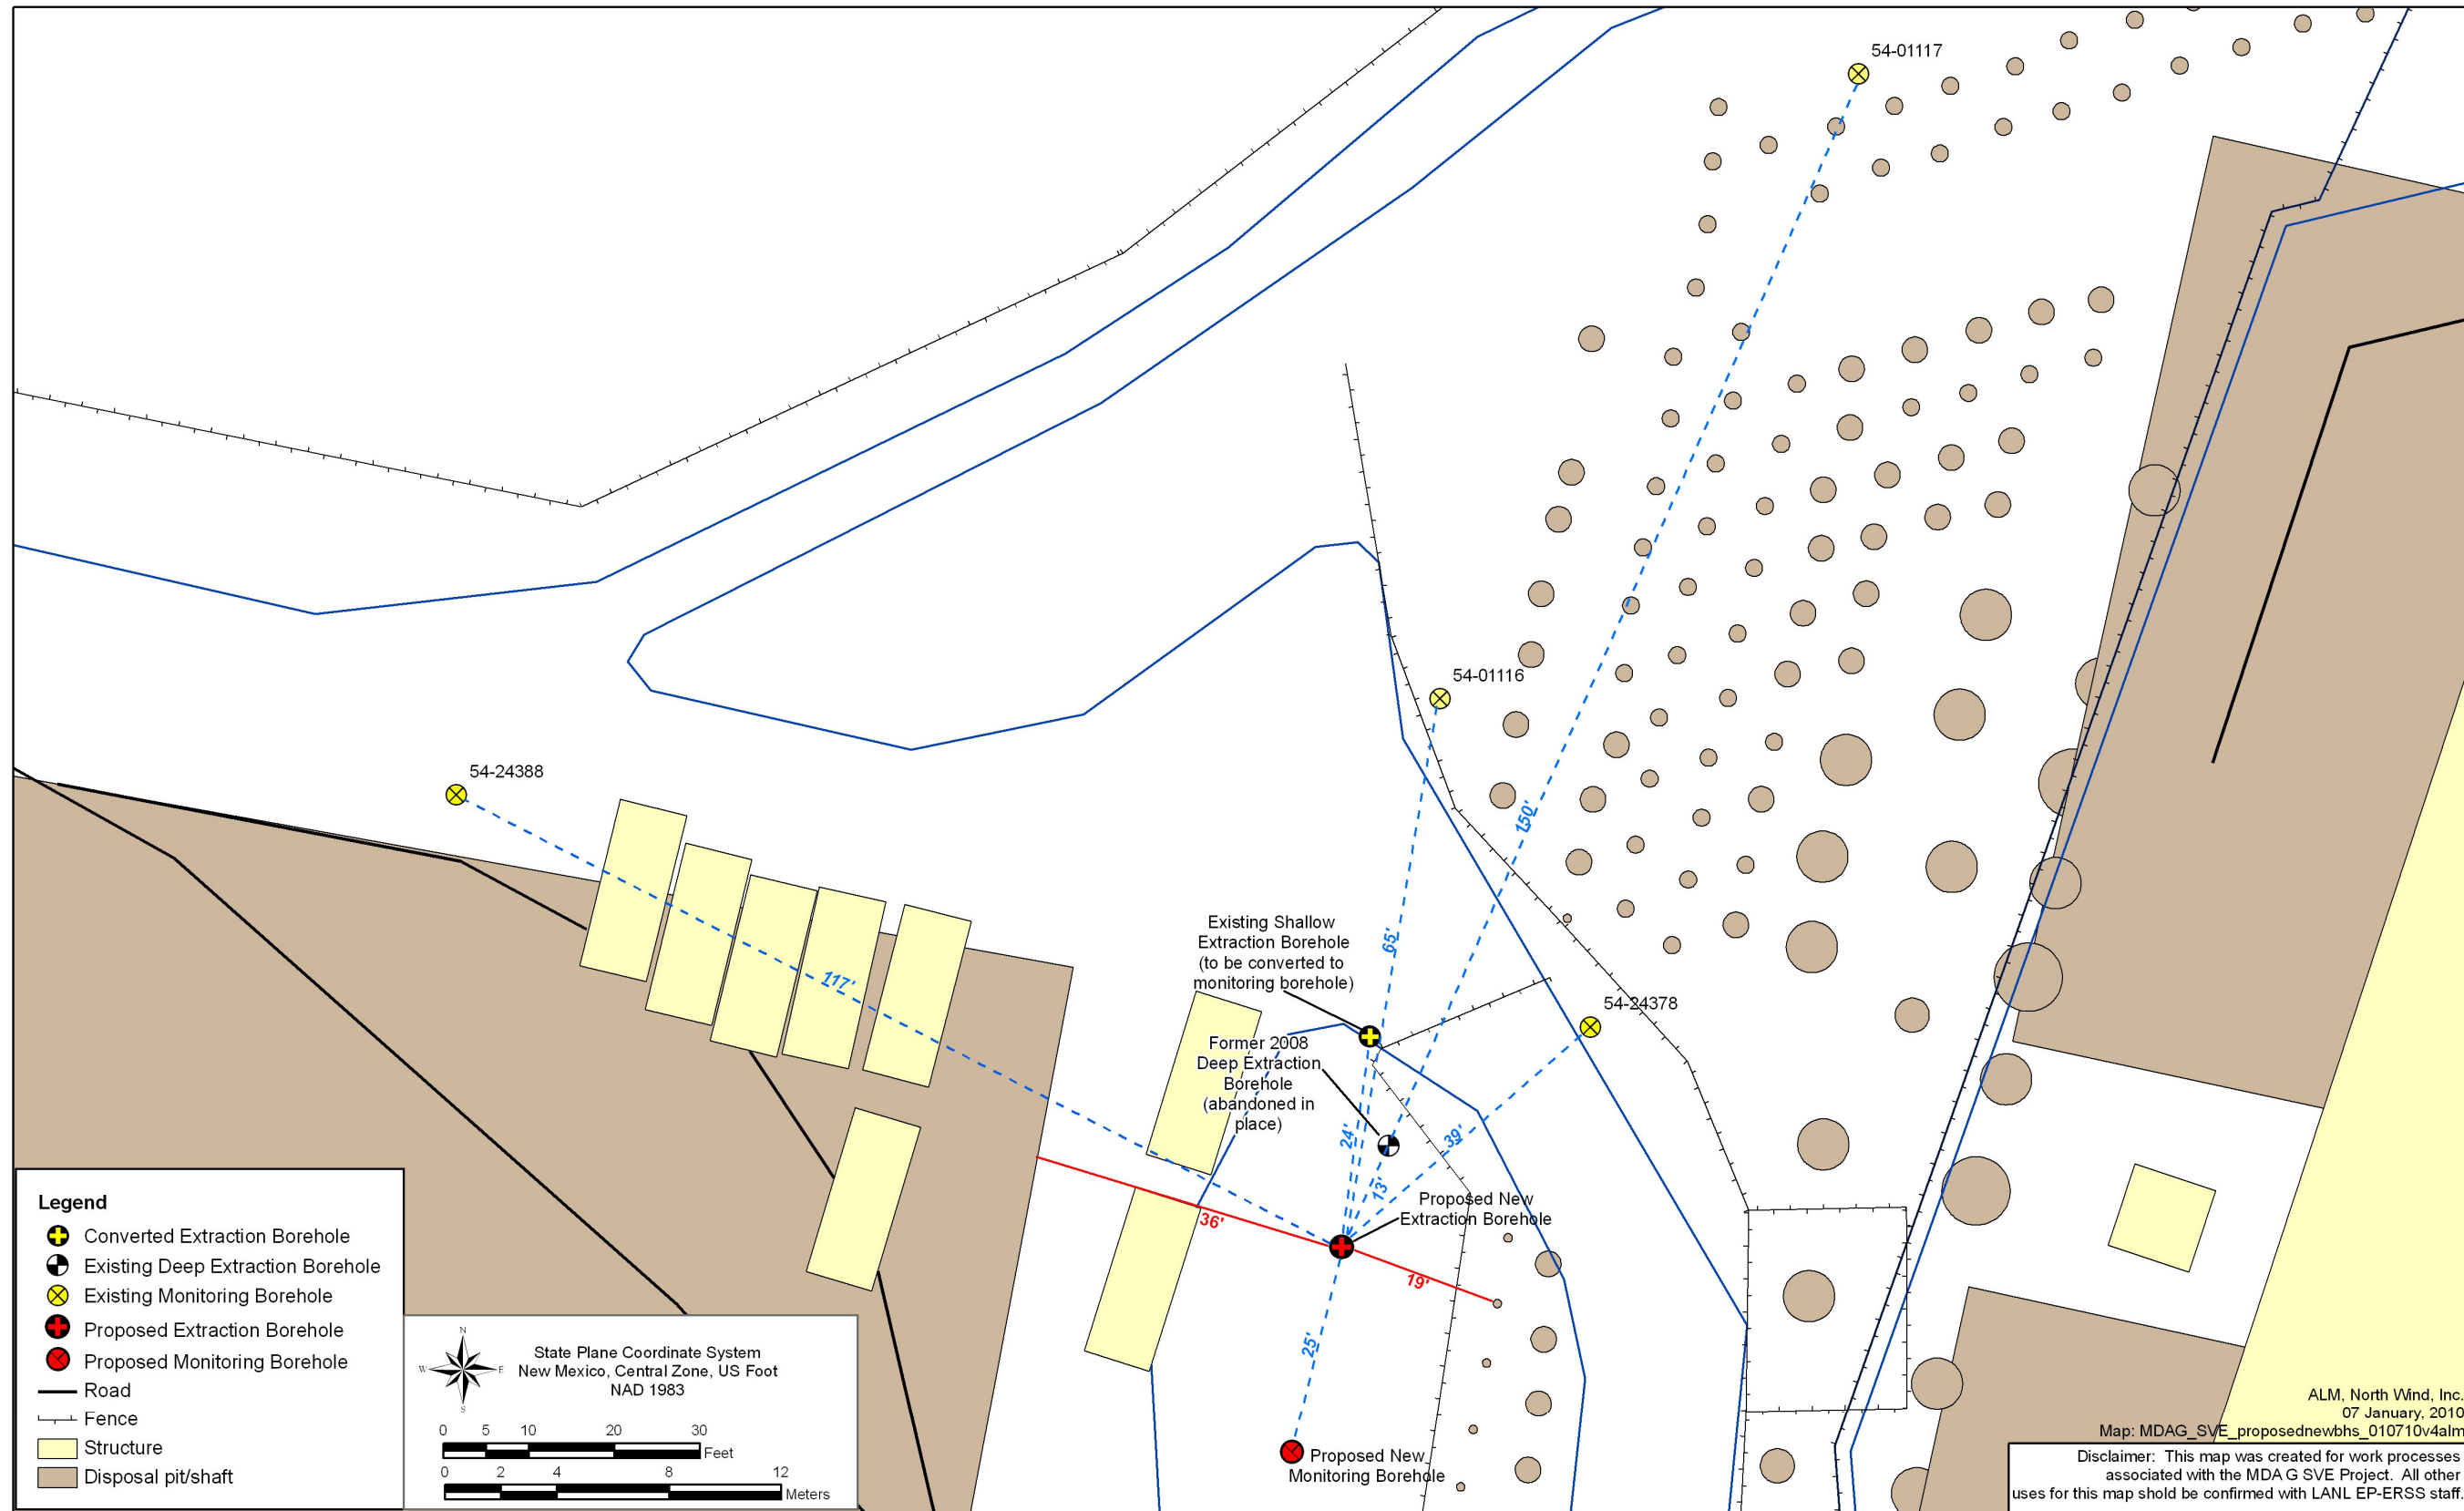 54-01117
54-01116
54-24388
150'
65'
117'
Existing Shallow
Extraction Borehole
(to be converted to
monitoring borehole)
54-24378
Former 2008
Deep Extraction
Borehole
(abandoned in
place)
24'
39'
13'
Proposed New
Extraction Borehole
36'
19'
25'
Proposed New
Monitoring Borehole
Legend
Converted Extraction Borehole
Existing Deep Extraction Borehole
Existing Monitoring Borehole
Proposed Extraction Borehole
Proposed Monitoring Borehole
Road
Fence
Structure
Disposal pit/shaft
N
W
E
S
State Plane Coordinate System
New Mexico, Central Zone, US Foot
NAD 1983
0 5 10 20 30
Feet
0 2 4 8 12
Meters
ALM, North Wind, Inc.
07 January, 2010
Map: MDAG_SVE_proposednewbhs_010710v4alm
Disclaimer: This map was created for work processes
associated with the MDA G SVE Project. All other
uses for this map shold be confirmed with LANL EP-ERSS staff.